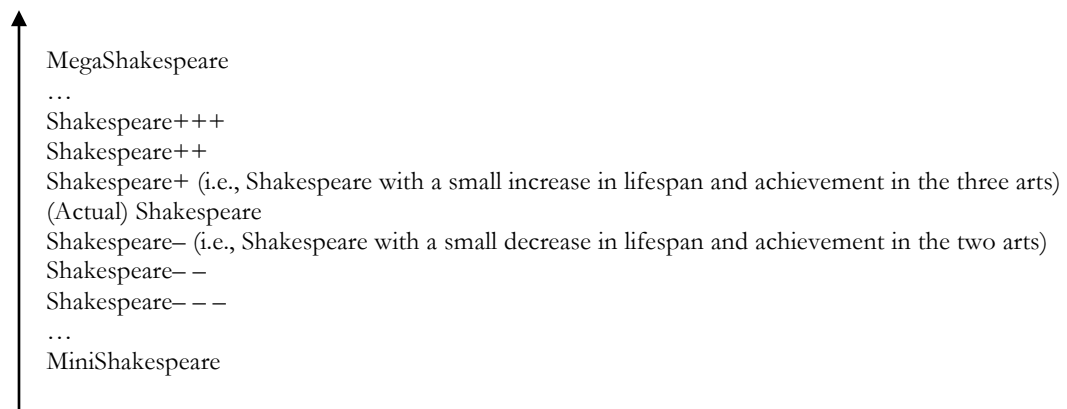 MegaShakespeare
…
Shakespeare+++
Shakespeare++
Shakespeare+ (i.e., Shakespeare with a small increase in lifespan and achievement in the three arts)
(Actual) Shakespeare
Shakespeare– (i.e., Shakespeare with a small decrease in lifespan and achievement in the two arts)
Shakespeare– –
Shakespeare– – –
…
MiniShakespeare